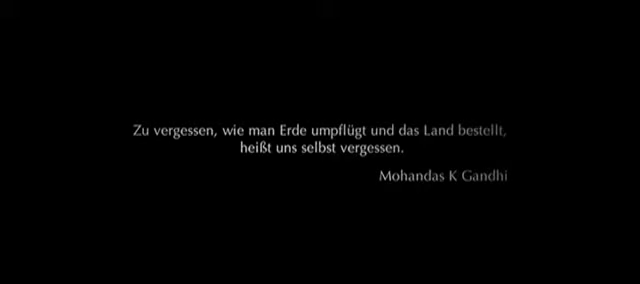 Zu vergessen, wie man Erde umpflügt und das Land bestellt,
heißt uns selbst vergessen.
Mohandas K Gandhi